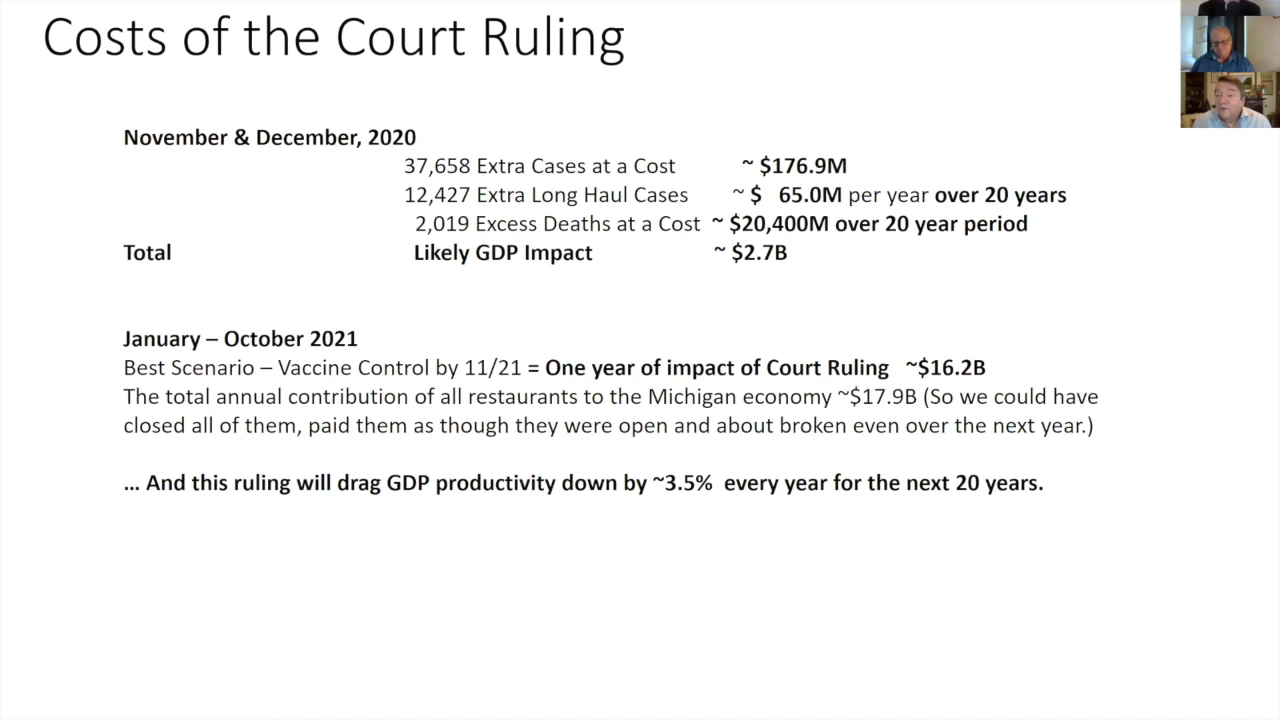 Costs of the Court Ruling
November & December, 2020
37,658 Extra Cases at a Cost ~ $176.9M
12,427 Extra Long Haul Cases ~ $ 65.0M per year over 20 years
2,019 Excess Deaths at a Cost ~ $20,400M over 20 year period
Total Likely GDP Impact ~ $2.7B
January – October 2021
Best Scenario – Vaccine Control by 11/21 = One year of impact of Court Ruling ~$16.2B
The total annual contribution of all restaurants to the Michigan economy ~$17.9B (So we could have
closed all of them, paid them as though they were open and about broken even over the next year.)
… And this ruling will drag GDP productivity down by ~3.5% every year for the next 20 years.